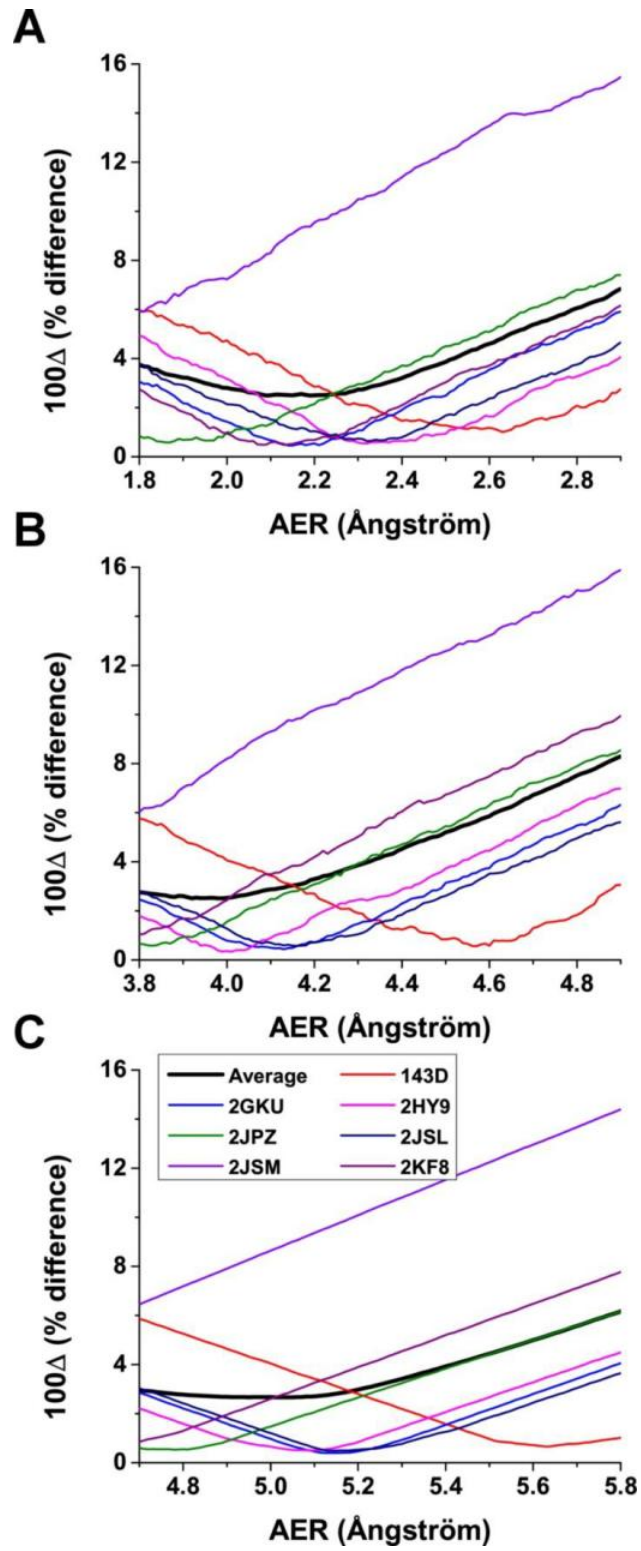 A
16
12
8
4
0
100Δ (% difference)
1.8 2.0 2.2 2.4 2.6 2.8
AER (Ångström)
B
16
12
8
4
0
100Δ (% difference)
3.8 4.0 4.2 4.4 4.6 4.8
AER (Ångström)
C
16
12
8
4
0
100Δ (% difference)
Average 143D
2GKU 2HY9
2JPZ 2JSL
2JSM 2KF8
4.8 5.0 5.2 5.4 5.6 5.8
AER (Ångström)